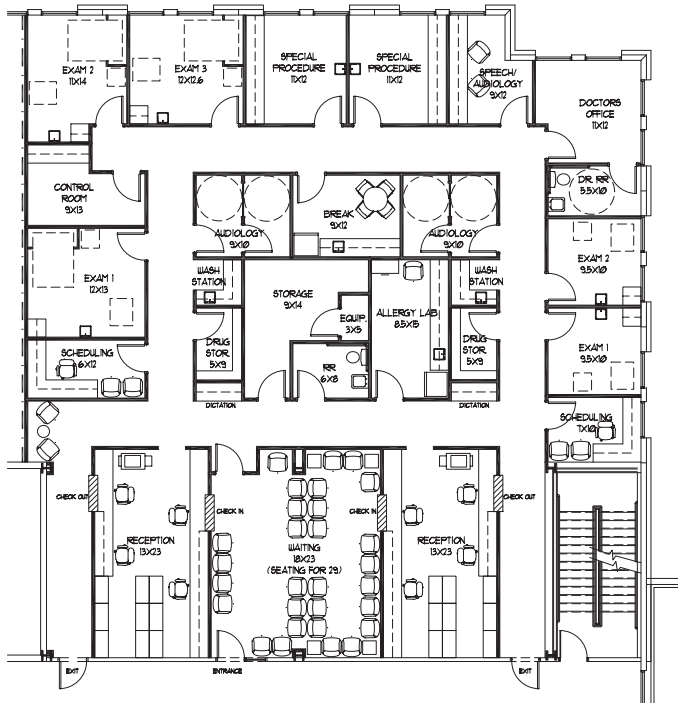 EXAM 2
11X14
EXAM 3
12X12.6
SPECIAL
PROCEDURE
11X12
SPECIAL
PROCEDURE
11X12
SPEECH/
AUDIOLOGY
9X12
DOCTORS
OFFICE
11X12
CONTROL
ROOM
9X13
DR. RR
5.5X10
AUDIOLOGY
9X10
BREAK
9X12
AUDIOLOGY
9X10
EXAM 1
12X13
WASH
STATION
STORAGE
9X14
EQUIP.
3X5
ALLERGY LAB
8.5X15
WASH
STATION
EXAM 2
9.5X10
SCHEDULING
6X12
DRUG
STOR.
5X9
RR
6X8
DRUG
STOR.
5X9
EXAM 1
9.5X10
DICTATION
DICTATION
SCHEDULING
7X10
CHECK OUT
CHECK IN
CHECK IN
CHECK OUT
RECEPTION
13X23
WAITING
18X23
(SEATING FOR 29)
RECEPTION
13X23
EXIT
ENTRANCE
EXIT